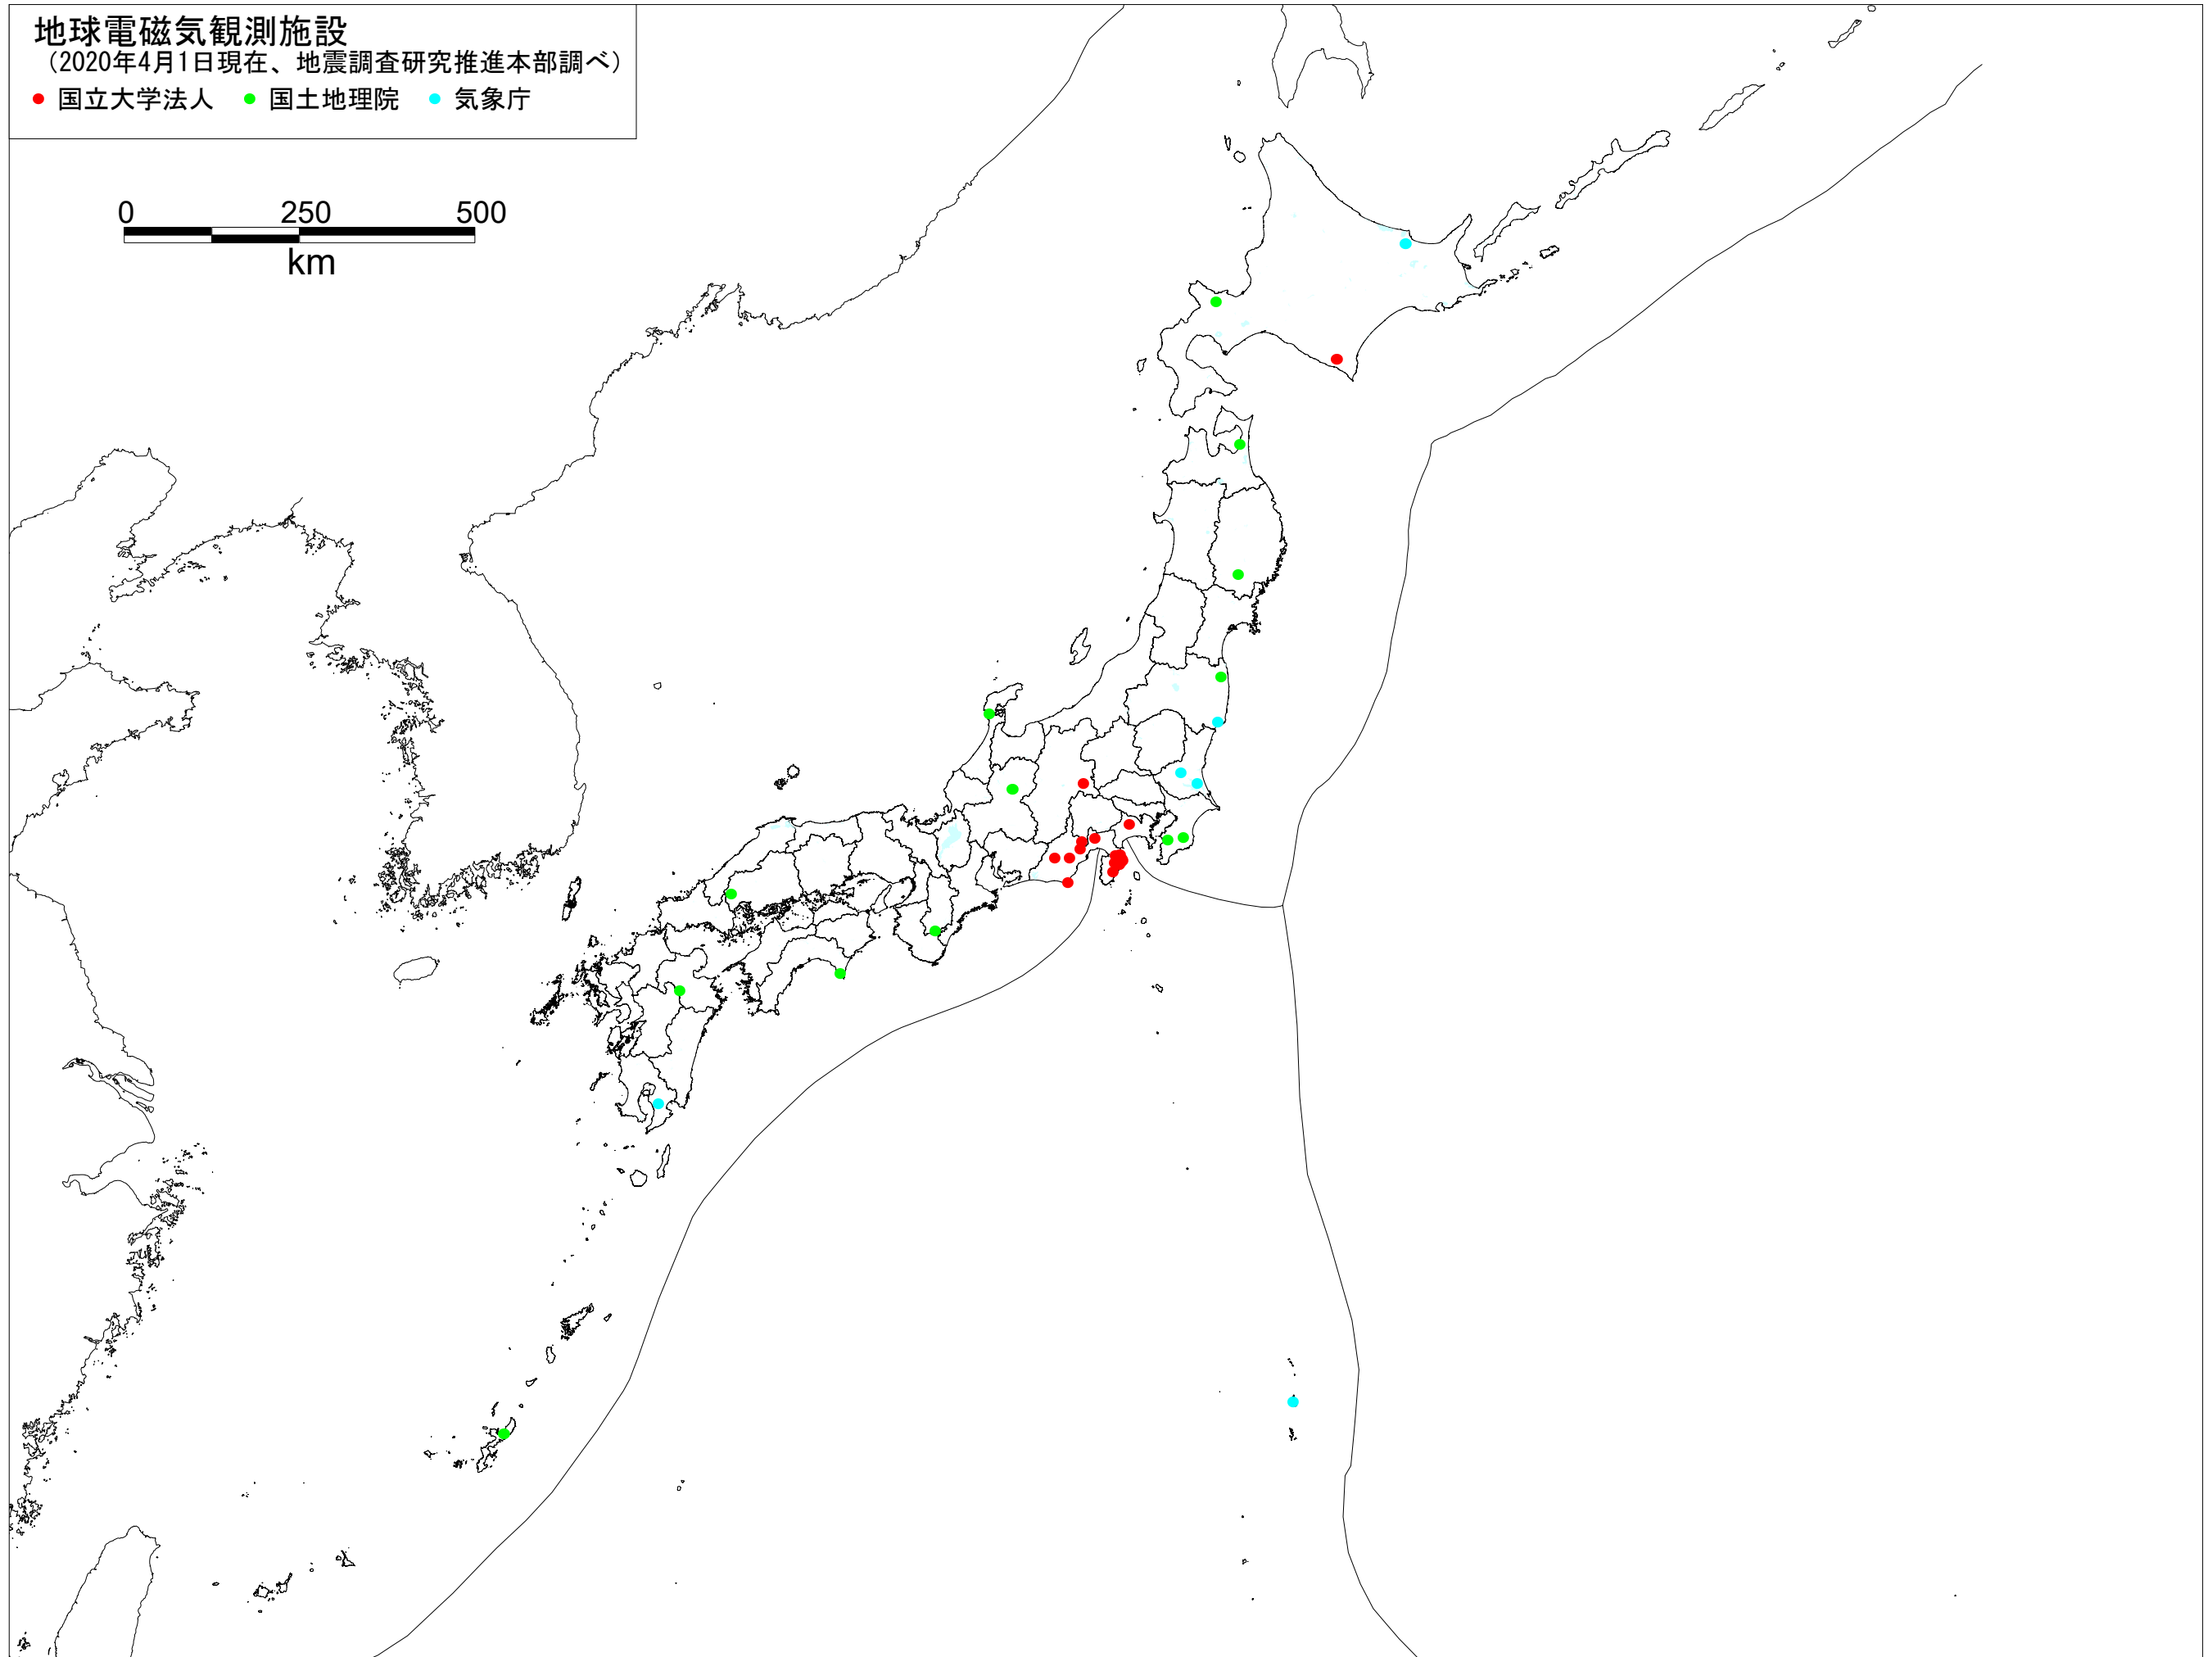 地球電磁気観測施設
（2020年4月1日現在、地震調査研究推進本部調べ）
国立大学法人 国土地理院 気象庁
0 250 500
km